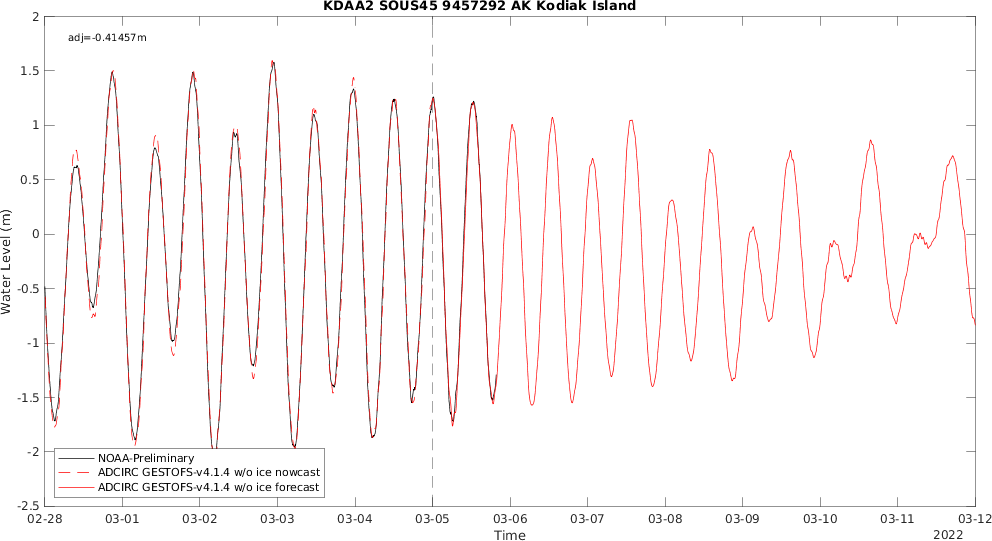 KDAA2 SOUS45 9457292 AK Kodiak Island
adj=-0.41457m
2
1.5
1
0.5
0
-0.5
-1
-1.5
-2
-2.5
Water Level (m)
NOAA-Preliminary
ADCIRC GESTOFS-v4.1.4 w/o ice nowcast
ADCIRC GESTOFS-v4.1.4 w/o ice forecast
02-28 03-01 03-02 03-03 03-04 03-05 03-06 03-07 03-08 03-09 03-10 03-11 03-12
Time
2022